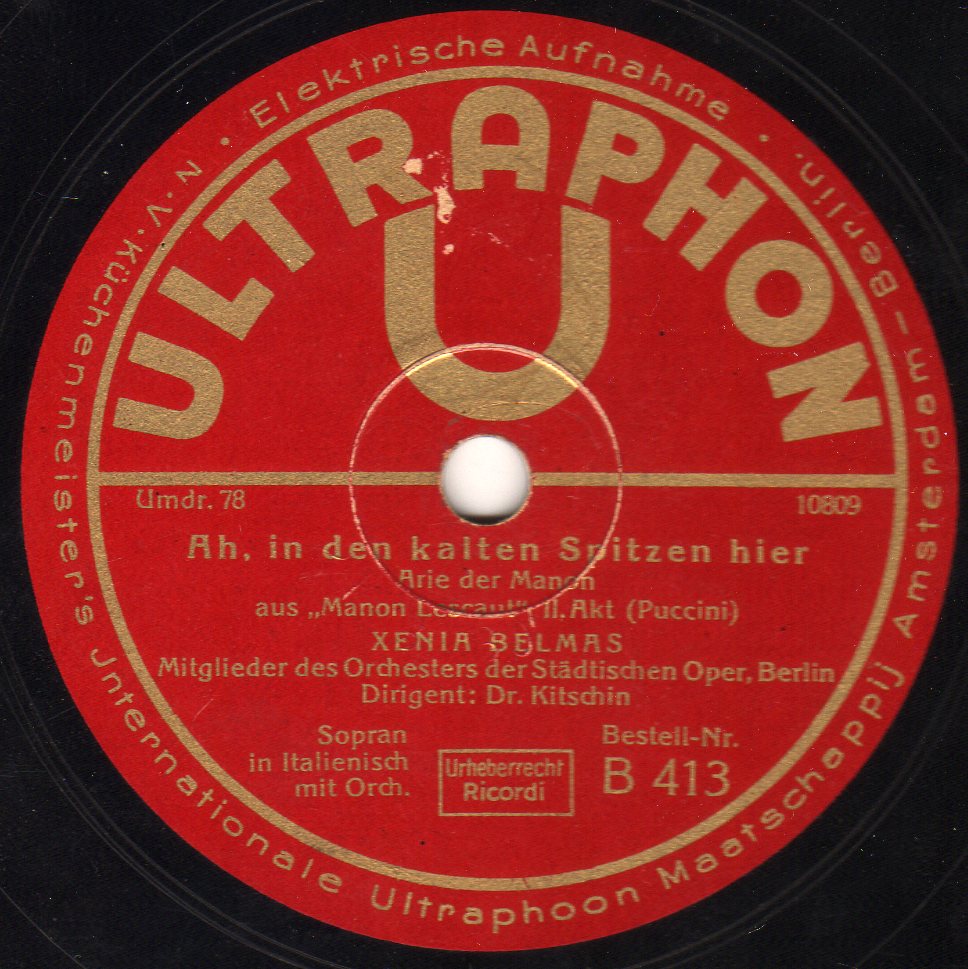 N.V. Küchenmeister's Jnternationale Ultraphoon Maatschappij Amsterdam – Berlin.
• Elektrische Aufnahme •
ULTRAPHON
U
Umdr. 78
10809
Ah, in den kalten Spitzen hier
Arie der Manon
aus „Manon Lescaut“ II. Akt (Puccini)
XENIA BELMAS
Mitglieder des Orchesters der Städtischen Oper, Berlin
Dirigent: Dr. Kitschin
Sopran
in Italienisch
mit Orch.
Urheberrecht
Ricordi
Bestell-Nr.
B 413